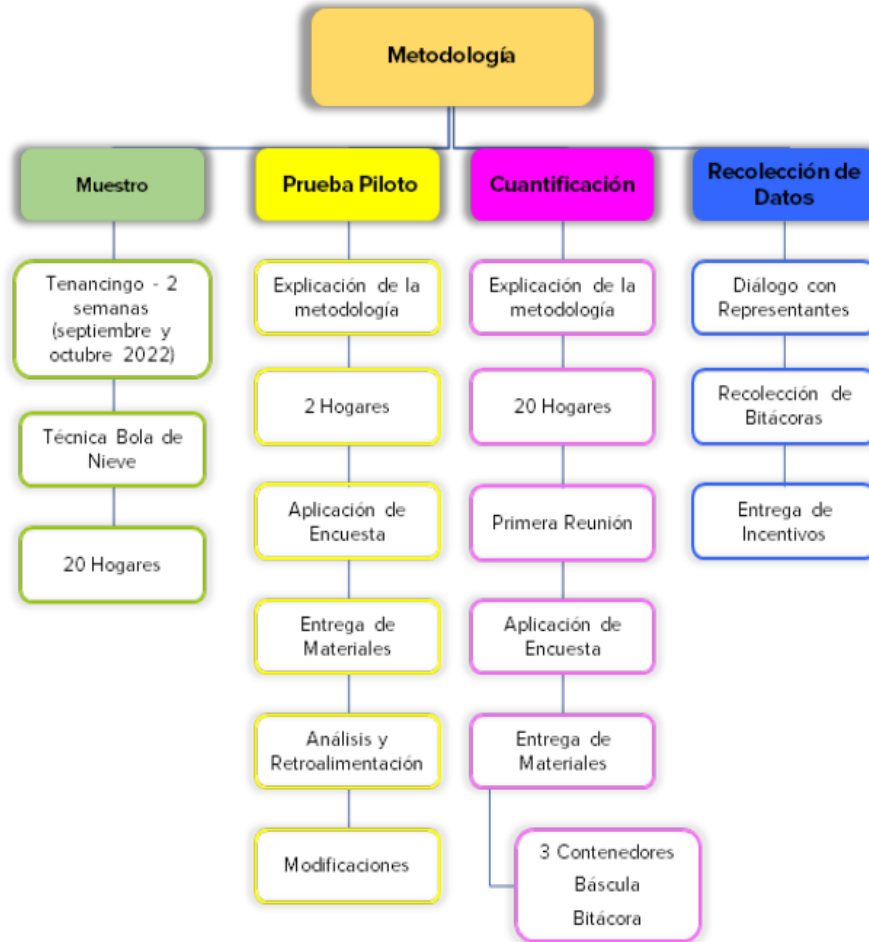 Metodología
Muestro
Tenancingo - 2
semanas
(septiembre y
octubre 2022)
Técnica Bola de
Nieve
20 Hogares
Prueba Piloto
Explicación de la
metodología
2 Hogares
Aplicación de
Encuesta
Entrega de
Materiales
Análisis y
Retroalimentación
Modificaciones
Cuantificación
Explicación de la
metodología
20 Hogares
Primera Reunión
Aplicación de
Encuesta
Entrega de
Materiales
3 Contenedores
Báscula
Bitácora
Recolección de
Datos
Diálogo con
Representantes
Recolección de
Bitácoras
Entrega de
Incentivos